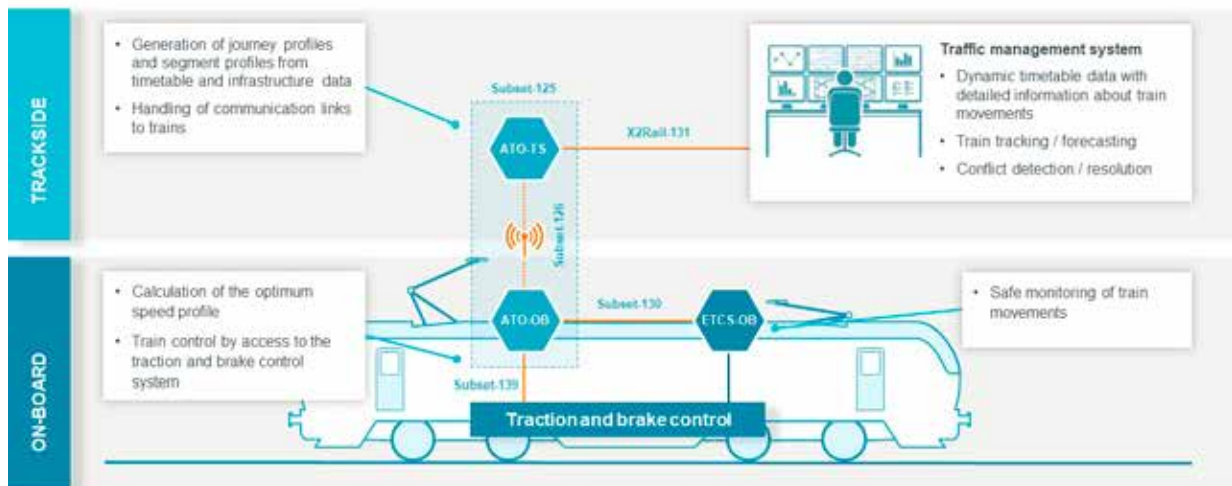 TRACKSIDE
• Generation of journey profiles
and segment profiles from
timetable and infrastructure data
• Handling of communication links
to trains
Subset-125
ATO-TS
X2Rail-131
Traffic management system
• Dynamic timetable data with
detailed information about train
movements
• Train tracking / forecasting
• Conflict detection / resolution
Subset-126
ON-BOARD
• Calculation of the optimum
speed profile
• Train control by access to the
traction and brake control
system
ATO-OB
Subset-130
ETCS-OB
• Safe monitoring of train
movements
Subset-139
Traction and brake control